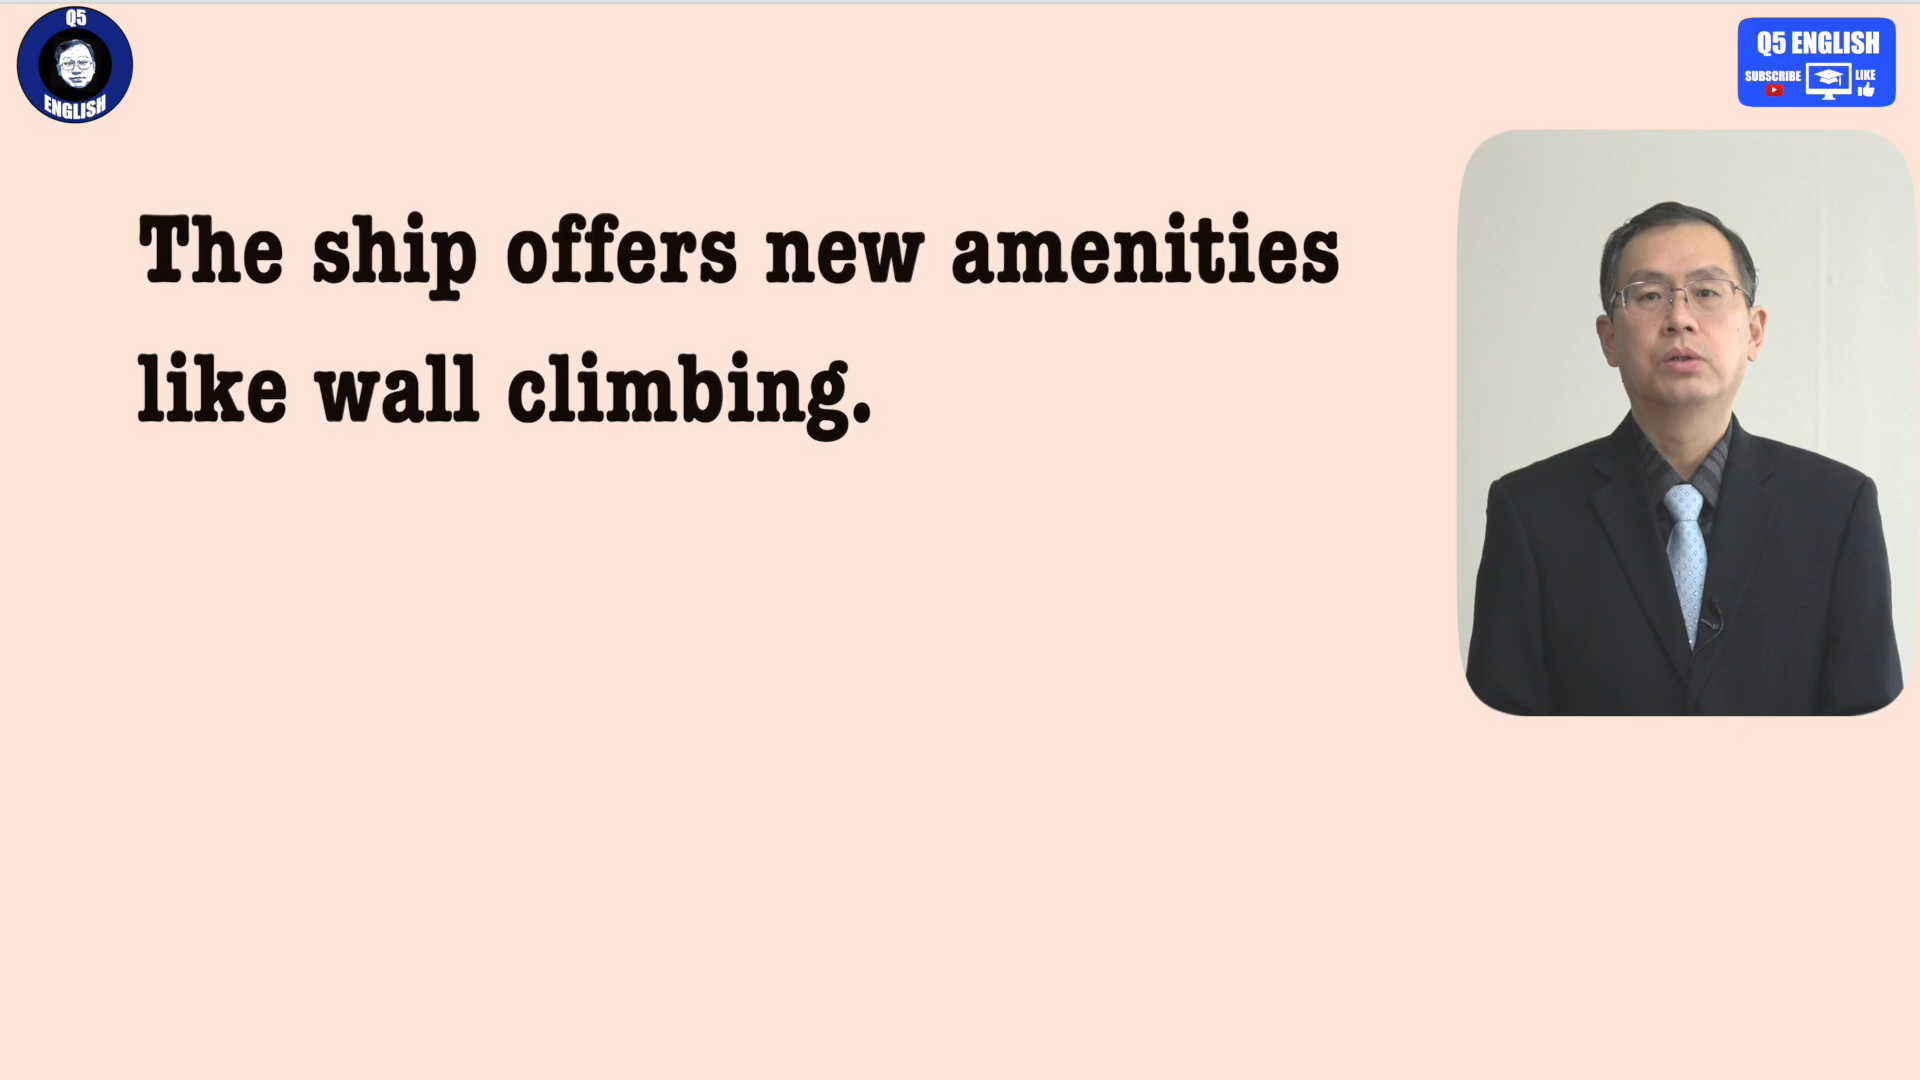 Q5
ENGLISH
Q5 ENGLISH
SUBSCRIBE
LIKE
The ship offers new amenities
like wall climbing.